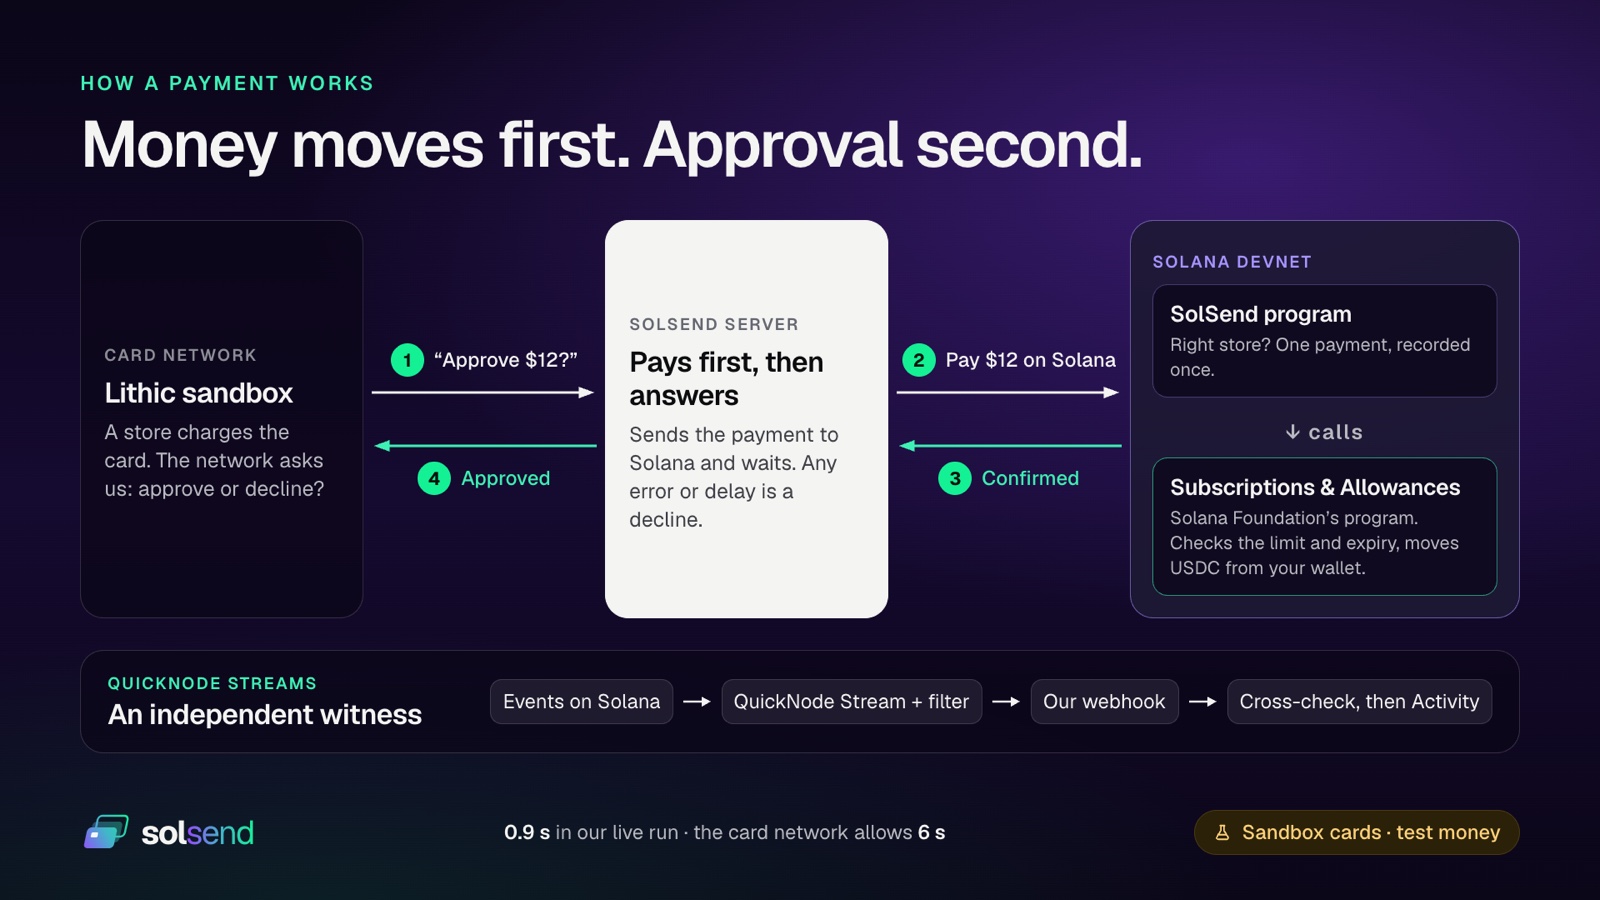 HOW A PAYMENT WORKS
Money moves first. Approval second.
CARD NETWORK
Lithic sandbox
A store charges the
card. The network asks
us: approve or decline?
1 “Approve $12?”
4 Approved
SOLSEND SERVER
Pays first, then
answers
Sends the payment to
Solana and waits. Any
error or delay is a
decline.
2 Pay $12 on Solana
3 Confirmed
SOLANA DEVNET
SolSend program
Right store? One payment, recorded
once.
↓ calls
Subscriptions & Allowances
Solana Foundation’s program.
Checks the limit and expiry, moves
USDC from your wallet.
QUICKNODE STREAMS
An independent witness
Events on Solana → QuickNode Stream + filter → Our webhook → Cross-check, then Activity
solsend
0.9 s in our live run · the card network allows 6 s
Sandbox cards · test money